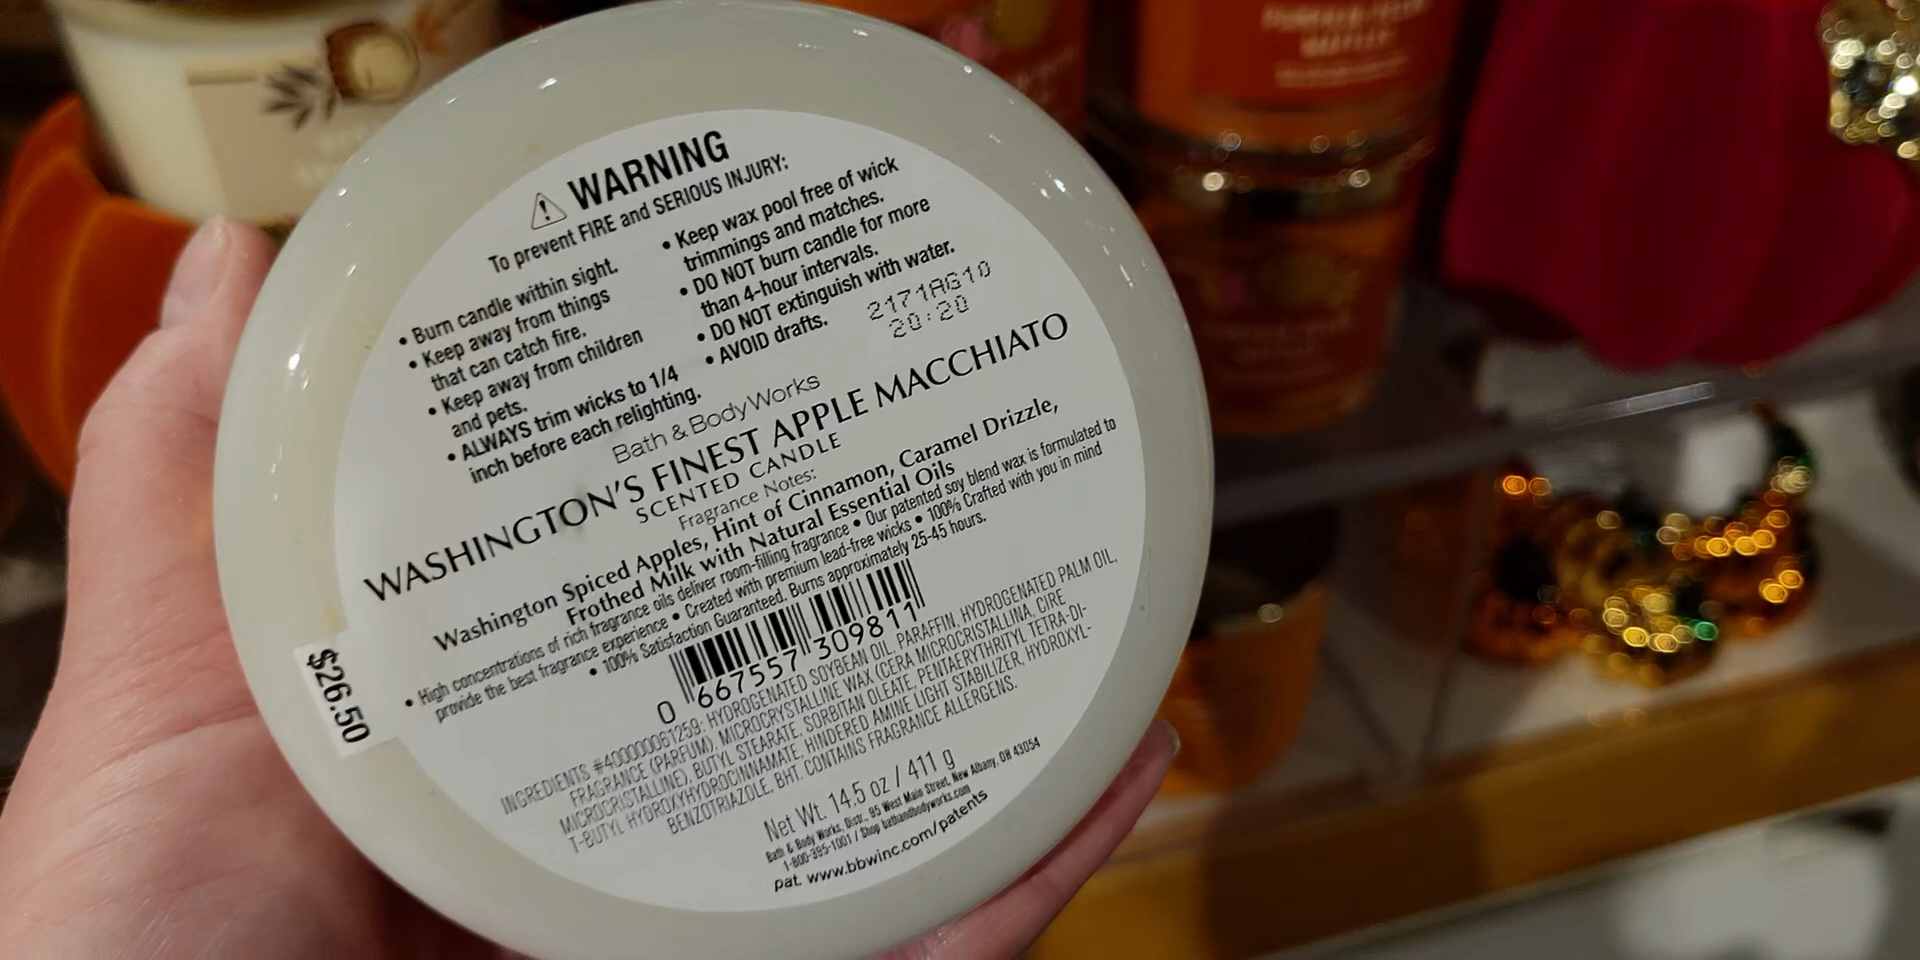 WARNING
To prevent FIRE and SERIOUS INJURY:
• Burn candle within sight.
• Keep away from things
that can catch fire.
• Keep away from children
and pets.
• ALWAYS trim wicks to 1/4
inch before each relighting.
• Keep wax pool free of wick
trimmings and matches.
• DO NOT burn candle for more
than 4-hour intervals.
• DO NOT extinguish with water.
• AVOID drafts.
2171AG10
20:20
Bath & Body Works
WASHINGTON'S FINEST APPLE MACCHIATO
SCENTED CANDLE
Fragrance Notes:
Washington Spiced Apples, Hint of Cinnamon, Caramel Drizzle,
Frothed Milk with Natural Essential Oils
• High concentrations of rich fragrance oils deliver room-filling fragrance • Our patented soy blend wax is formulated to
provide the best fragrance experience • Created with premium lead-free wicks • 100% Crafted with you in mind
• 100% Satisfaction Guaranteed. Burns approximately 25-45 hours.
0 667557 309811
$26.50
INGREDIENTS #40000061259: HYDROGENATED SOYBEAN OIL, PARAFFIN, HYDROGENATED PALM OIL,
FRAGRANCE (PARFUM), MICROCRYSTALLINE WAX (CERA MICROCRISTALLINA, CIRE
MICROCRISTALLINE), BUTYL STEARATE, SORBITAN OLEATE, PENTAERYTHRITYL TETRA-DI-
T-BUTYL HYDROXYHYDROCINNAMATE, HINDERED AMINE LIGHT STABILIZER, HYDROXYL-
BENZOTRIAZOLE, BHT. CONTAINS FRAGRANCE ALLERGENS.
Net Wt. 14.5 oz / 411 g
Bath & Body Works, Distr., 95 West Main Street, New Albany, OH 43054
1-800-395-1001 / Shop bathandbodyworks.com
pat. www.bbwinc.com/patents